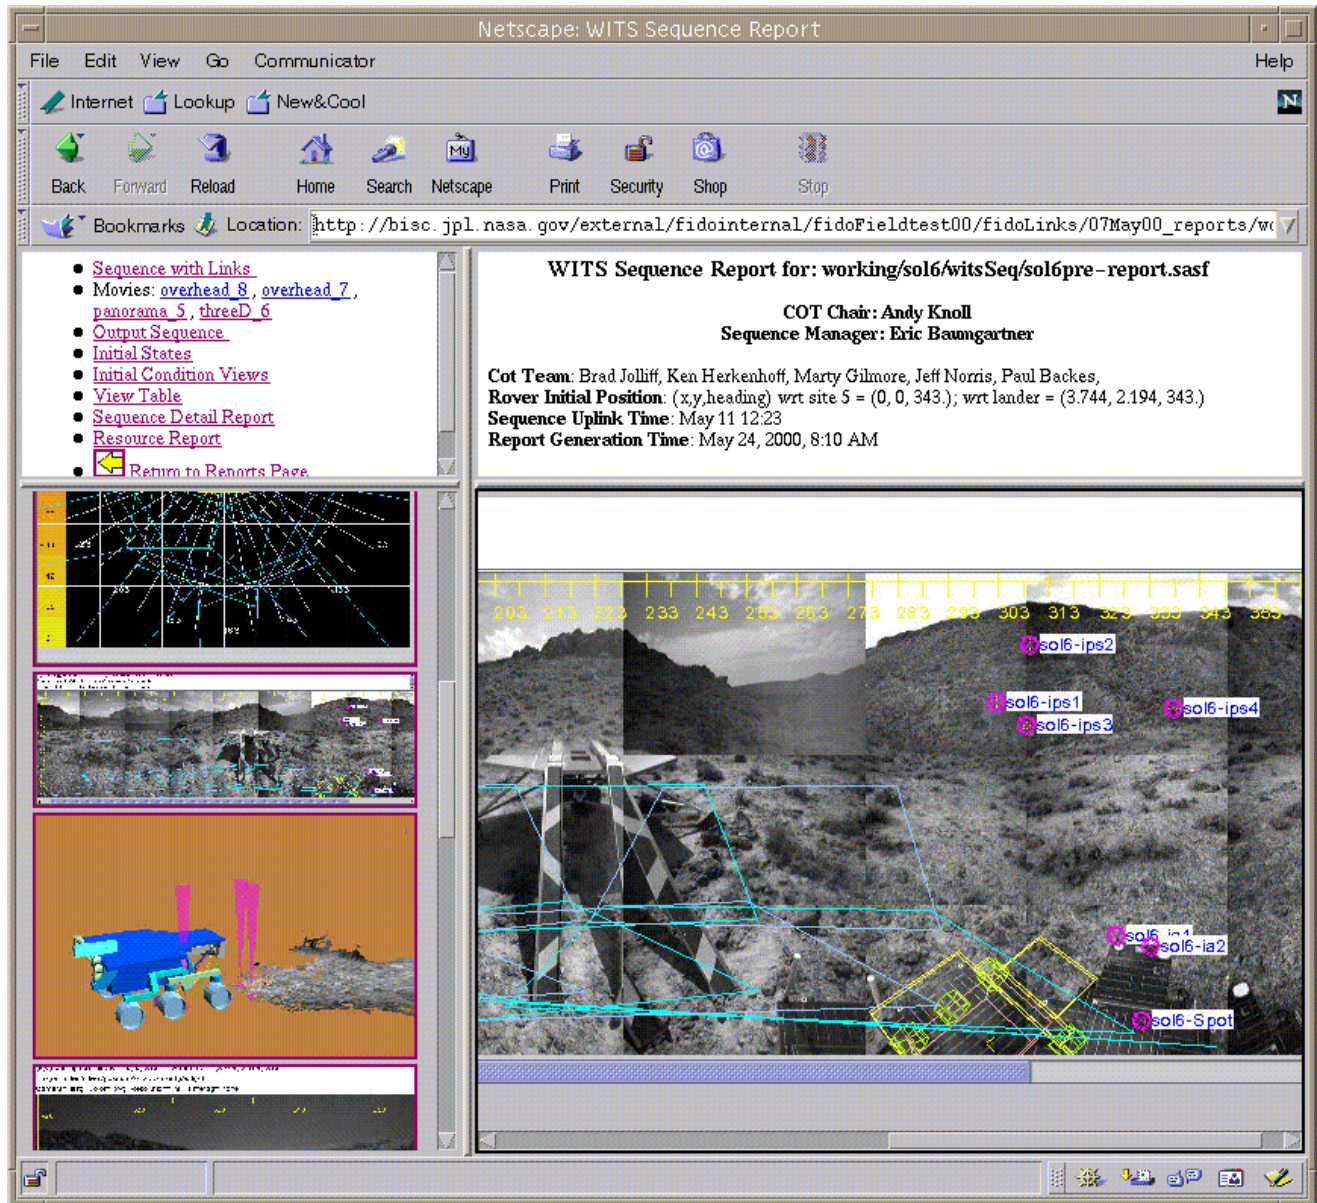 Netscape: WITS Sequence Report
File Edit View Go Communicator Help
Internet Lookup New&Cool
N
My
Back Forward Reload Home Search Netscape Print Security Shop Stop
Bookmarks Location: http://bisc.jpl.nasa.gov/external/fidointernal/fidoFieldtest00/fidoLinks/07May00_reports/wo
Sequence with Links
Movies: overhead_8 , overhead_7 ,
panorama_5 , threeD_6
Output Sequence
Initial States
Initial Condition Views
View Table
Sequence Detail Report
Resource Report
Return to Reports Page
WITS Sequence Report for: working/sol6/witsSeq/sol6pre-report.sasf
COT Chair: Andy Knoll
Sequence Manager: Eric Baumgartner
Cot Team: Brad Jolliff, Ken Herkenhoff, Marty Gilmore, Jeff Norris, Paul Backes,
Rover Initial Position: (x,y,heading) wrt site 5 = (0, 0, 343.); wrt lander = (3.744, 2.194, 343.)
Sequence Uplink Time: May 11 12:23
Report Generation Time: May 24, 2000, 8:10 AM
203 213 223 233 243 253 263 273 283 293 303 313 323 333 343 353
sol6-ips2
sol6-ips1
sol6-ips4
sol6-ips3
sol6-ia1
sol6-ia2
sol6-Spot